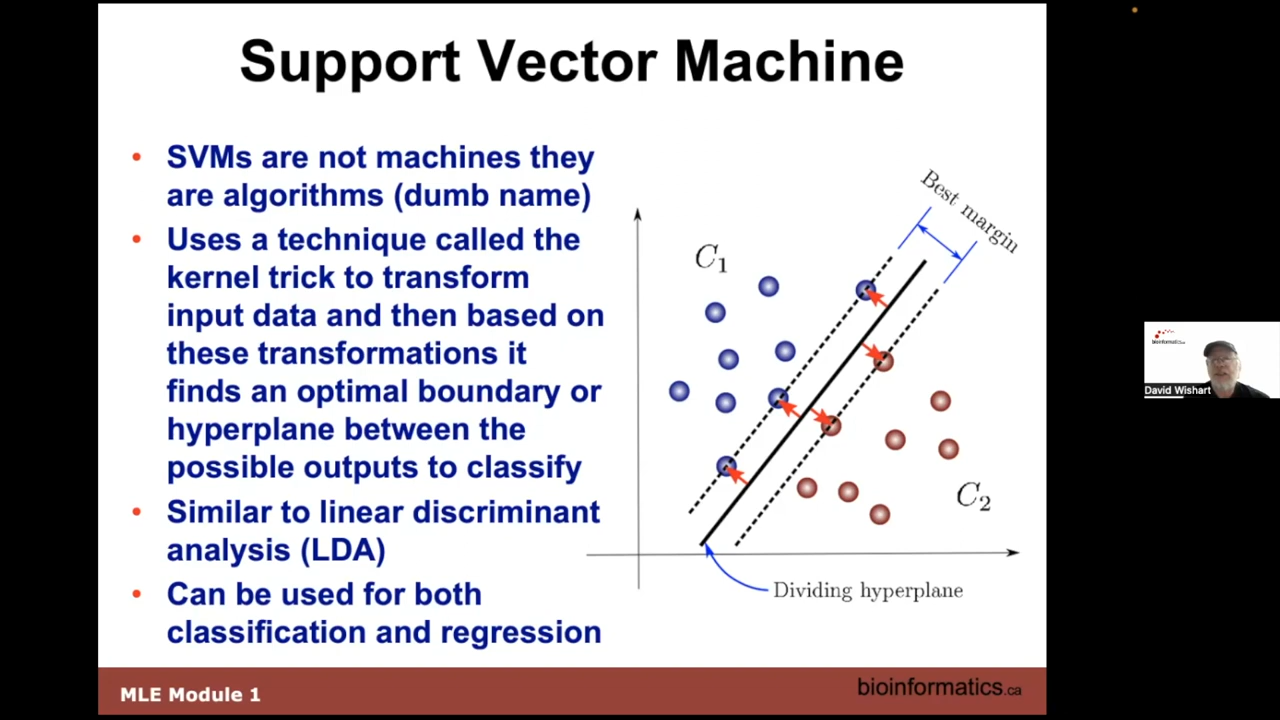 Support Vector Machine
• SVMs are not machines they
are algorithms (dumb name)
• Uses a technique called the
kernel trick to transform
input data and then based on
these transformations it
finds an optimal boundary or
hyperplane between the
possible outputs to classify
• Similar to linear discriminant
analysis (LDA)
• Can be used for both
classification and regression
Best margin
C1
C2
Dividing hyperplane
MLE Module 1
bioinformatics.ca
bioinformatics.ca
David Wishart